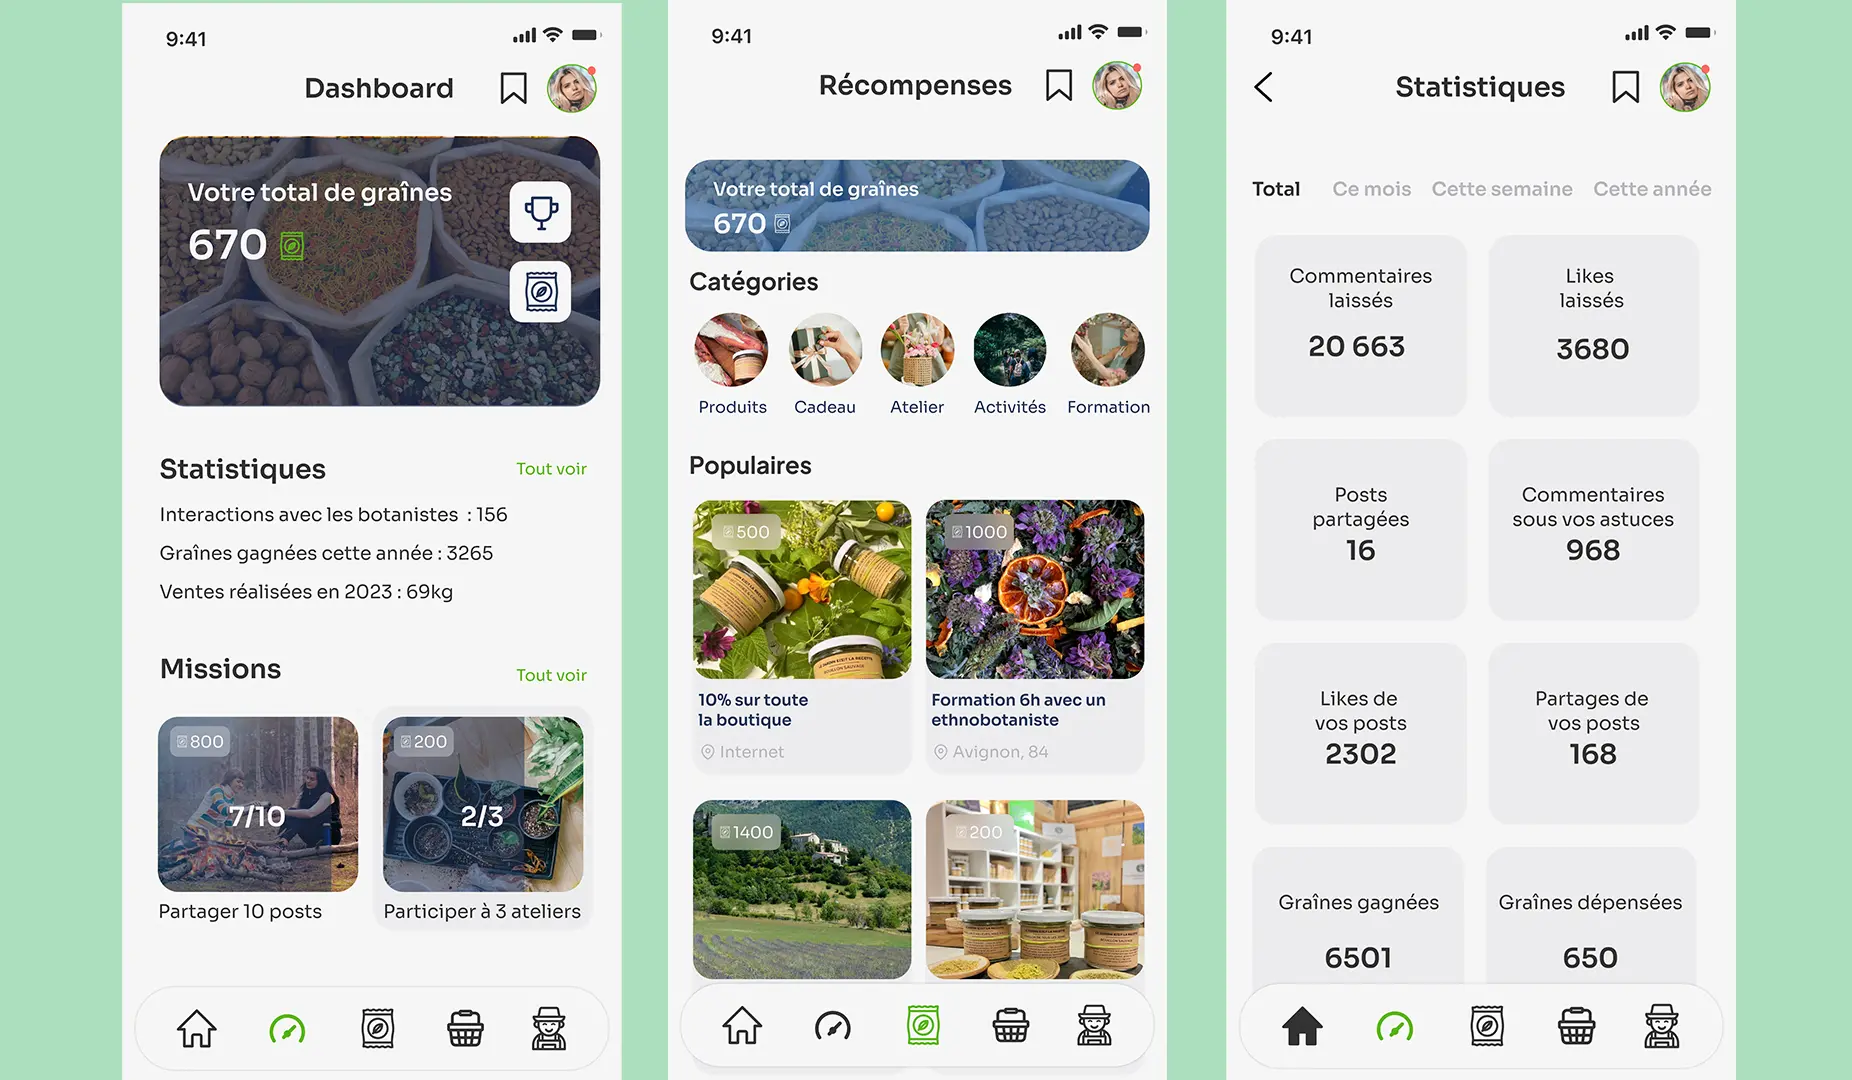 9:41
Dashboard
Votre total de graînes
670
Statistiques
Tout voir
Interactions avec les botanistes : 156
Graînes gagnées cette année : 3265
Ventes réalisées en 2023 : 69kg
Missions
Tout voir
800
7/10
Partager 10 posts
200
2/3
Participer à 3 ateliers
9:41
Récompenses
Votre total de graînes
670
Catégories
Produits
Cadeau
Atelier
Activités
Formation
Populaires
500
10% sur toute
la boutique
Internet
1000
Formation 6h avec un
ethnobotaniste
Avignon, 84
1400
200
9:41
Statistiques
Total
Ce mois
Cette semaine
Cette année
Commentaires
laissés
20 663
Likes
laissés
3680
Posts
partagées
16
Commentaires
sous vos astuces
968
Likes de
vos posts
2302
Partages de
vos posts
168
Graînes gagnées
6501
Graînes dépensées
650